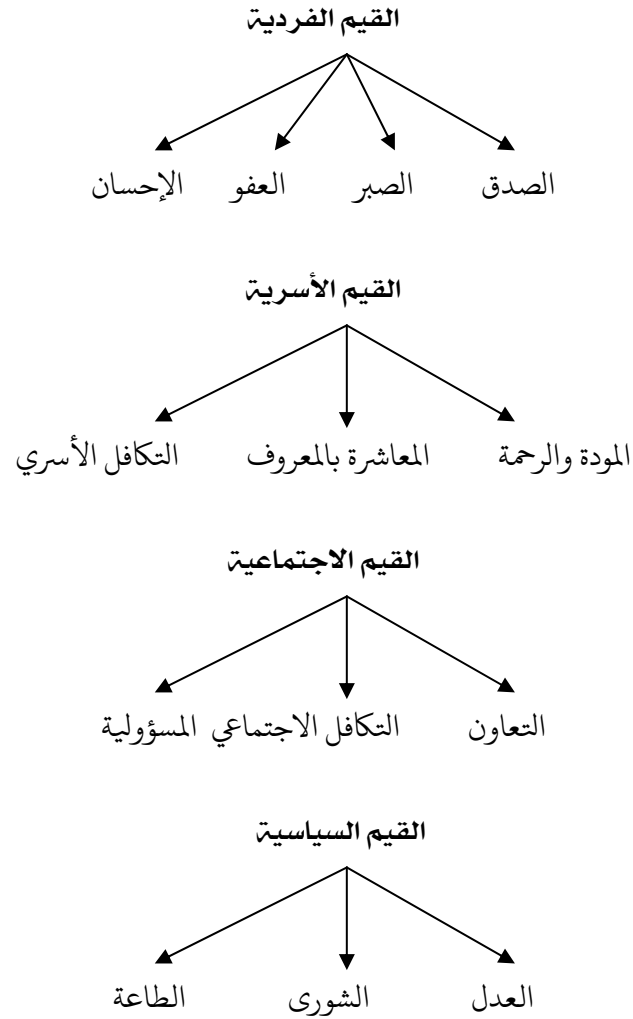 القيم الفردية
الصدق الصبر العفو الإحسان
القيم الأسرية
المودة والرحمة المعاشرة بالمعروف التكافل الأسري
القيم الاجتماعية
التعاون التكافل الاجتماعي المسؤولية
القيم السياسية
العدل الشورى الطاعة